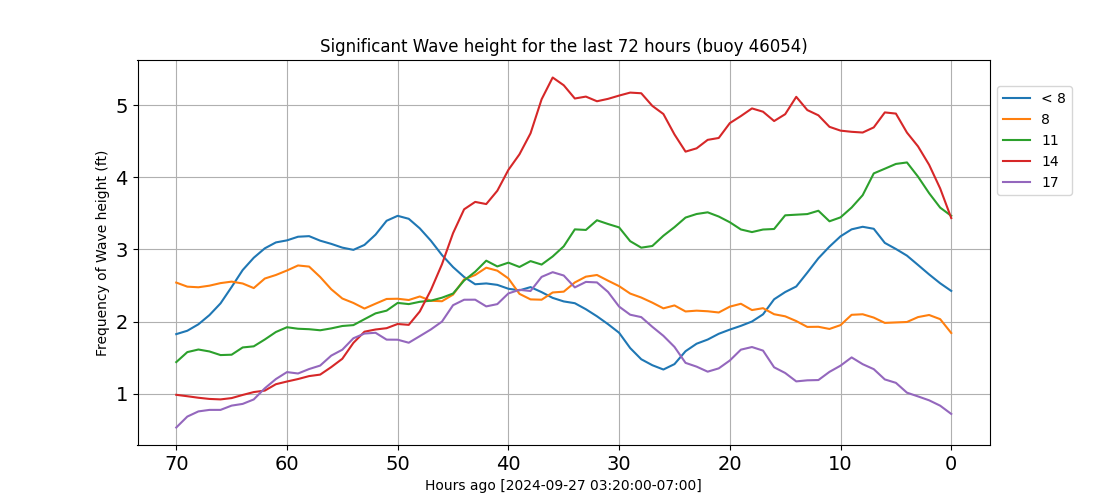 Significant Wave height for the last 72 hours (buoy 46054)
Frequency of Wave height (ft)
5
4
3
2
1
70 60 50 40 30 20 10 0
Hours ago [2024-09-27 03:20:00-07:00]
< 8
8
11
14
17